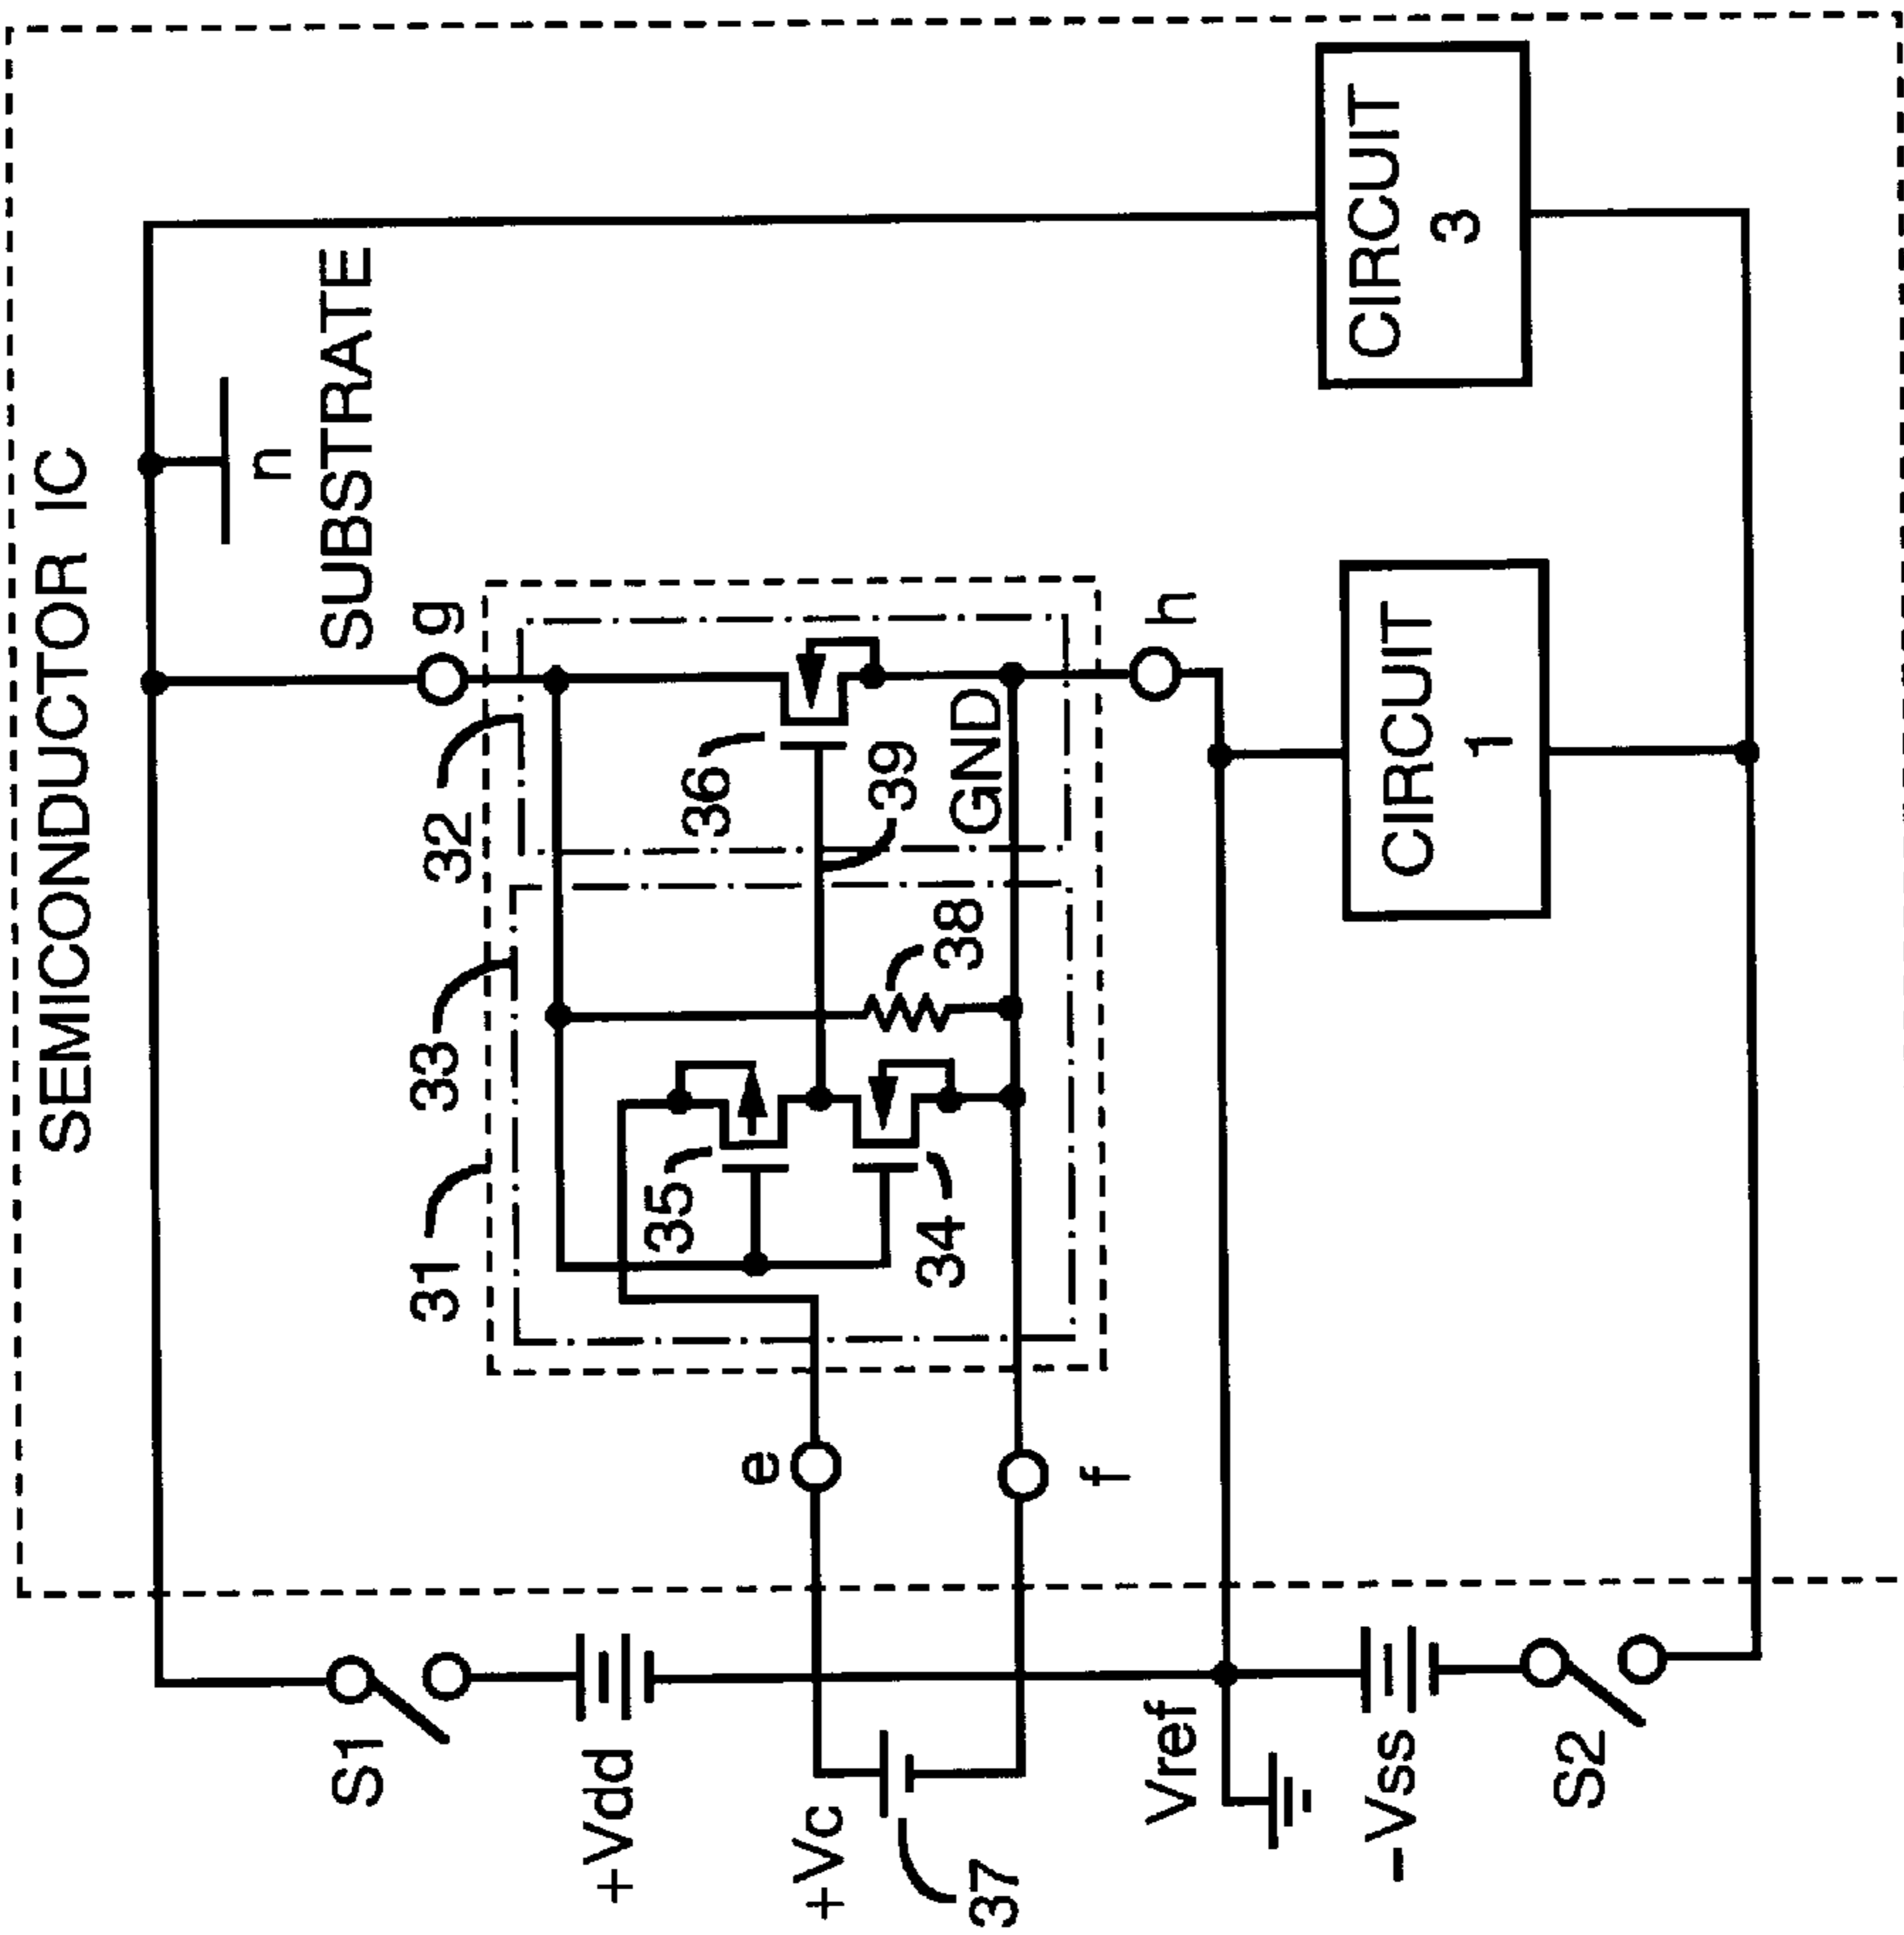 SEMICONDUCTOR IC
S1
+Vdd
+Vc
37
Vref
-Vss
S2
e
f
31
33
32
35
34
38
36
39
GND
g
h
n
SUBSTRATE
CIRCUIT
1
CIRCUIT
3